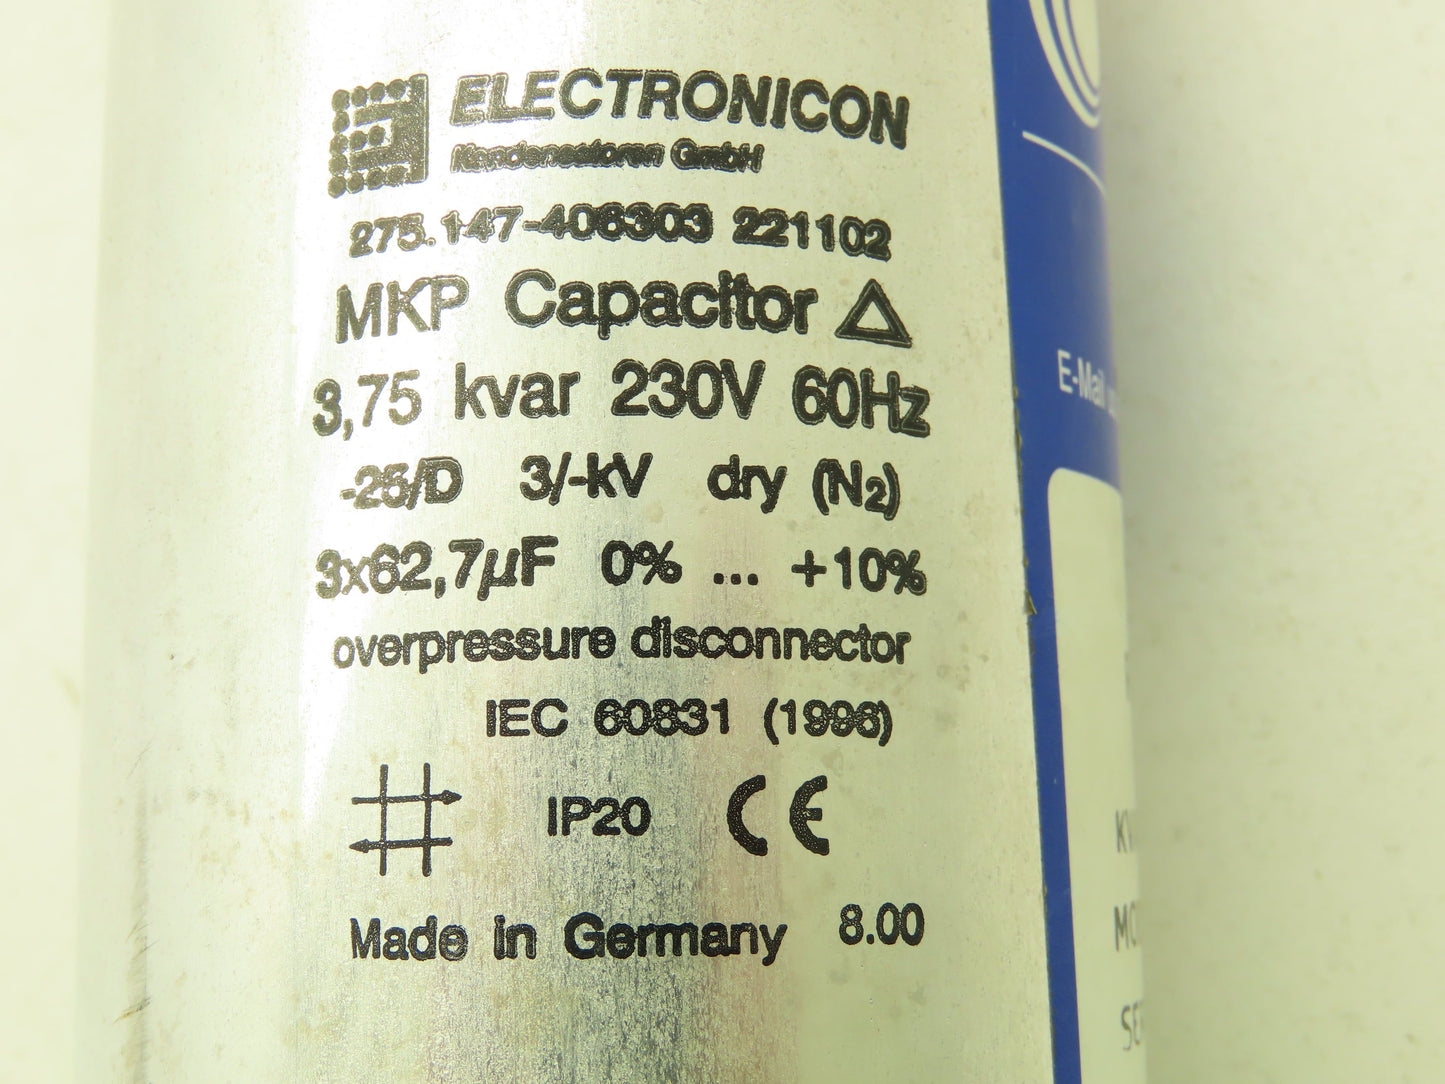 ELECTRONICON
Kondensatoren GmbH
275.147-406303 221102
MKP Capacitor Δ
3,75 kvar 230V 60Hz
-25/D 3/-kV dry (N2)
3x62,7µF 0% ... +10%
overpressure disconnector
IEC 60831 (1996)
IP20 CE
Made in Germany 8.00
E-Mail